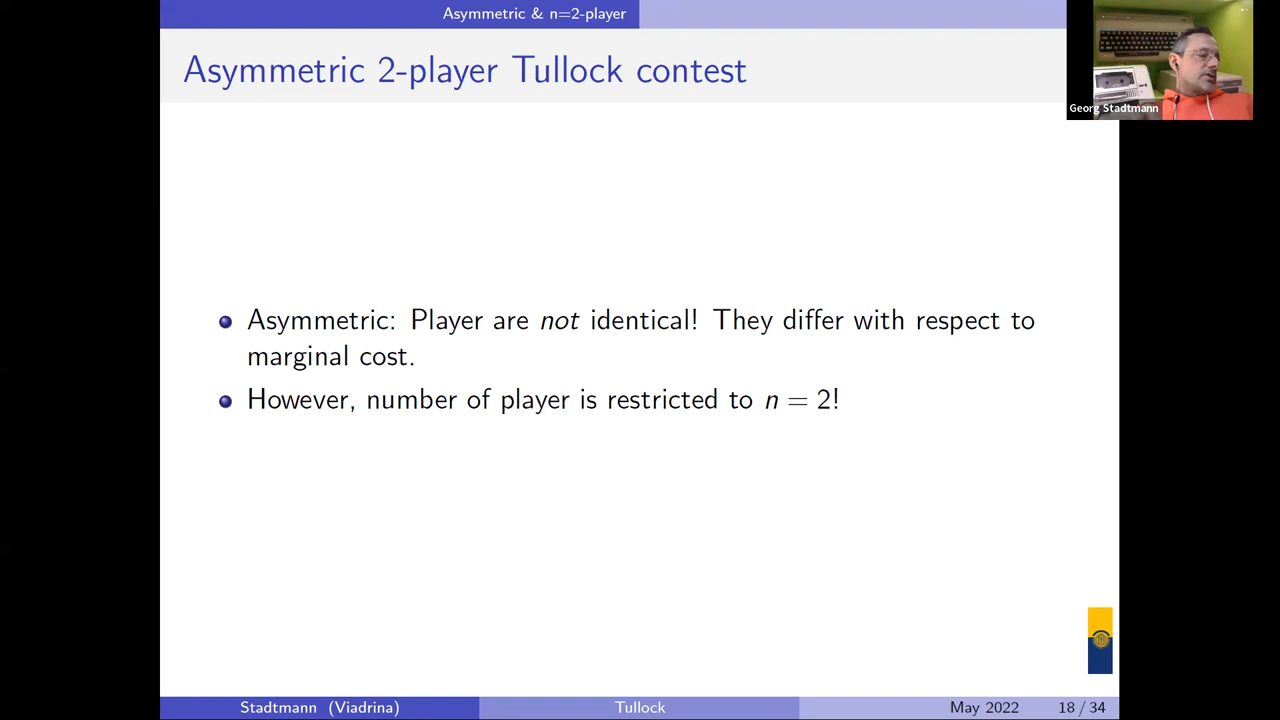 Asymmetric & n=2-player
Asymmetric 2-player Tullock contest
Georg Stadtmann
Asymmetric: Player are not identical! They differ with respect to
marginal cost.
However, number of player is restricted to n = 2!
Stadtmann (Viadrina)
Tullock
May 2022
18 / 34